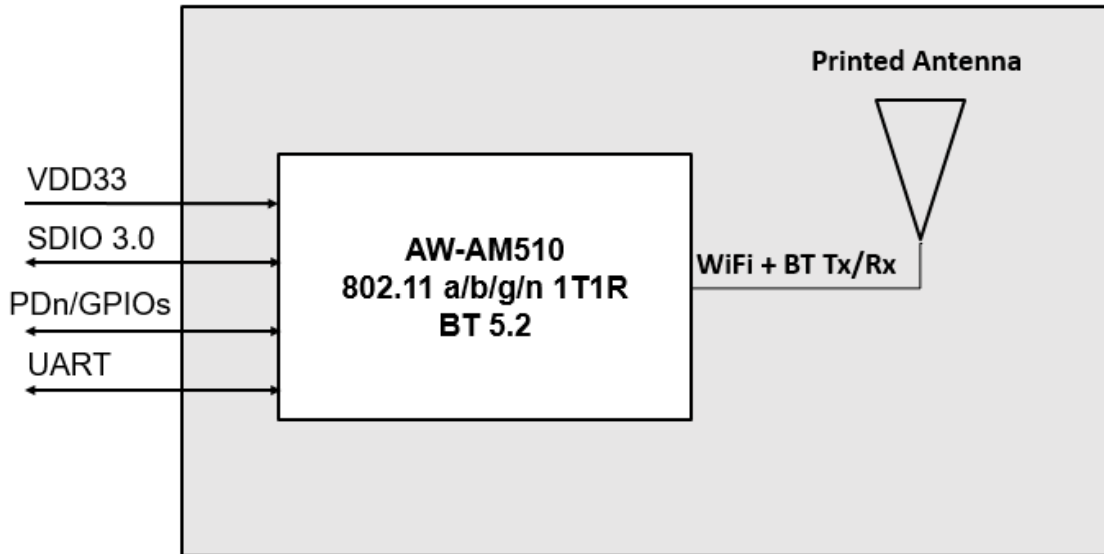 Printed Antenna
VDD33
SDIO 3.0
PDn/GPIOs
UART
AW-AM510
802.11 a/b/g/n 1T1R
BT 5.2
WiFi + BT Tx/Rx